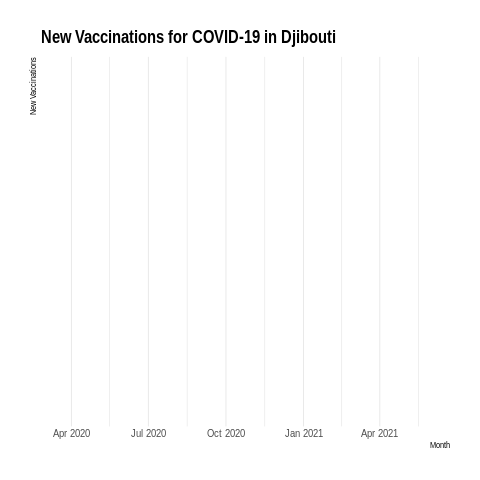 New Vaccinations for COVID-19 in Djibouti
New Vaccinations
Apr 2020 Jul 2020 Oct 2020 Jan 2021 Apr 2021
Month